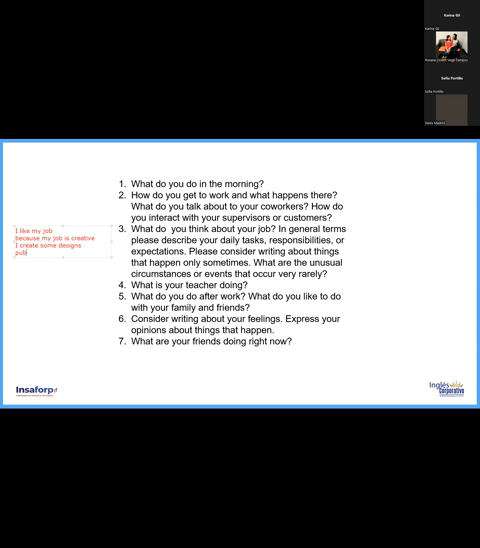 Karina Gil
Karina Gil
Sofia Portillo
Sofia Portillo
1. What do you do in the morning?
2. How do you get to work and what happens there?
What do you talk about to your coworkers? How do
you interact with your supervisors or customers?
3. What do  you think about your job? In general terms
please describe your daily tasks, responsibilities, or
expectations. Please consider writing about things
that happen only sometimes. What are the unusual
circumstances or events that occur very rarely?
4. What is your teacher doing?
5. What do you do after work? What do you like to do
with your family and friends?
6. Consider writing about your feelings. Express your
opinions about things that happen.
7. What are your friends doing right now?
I like my job
because my job is creative
I create some designs
pub
Insaforp
Inglés
Corporativo